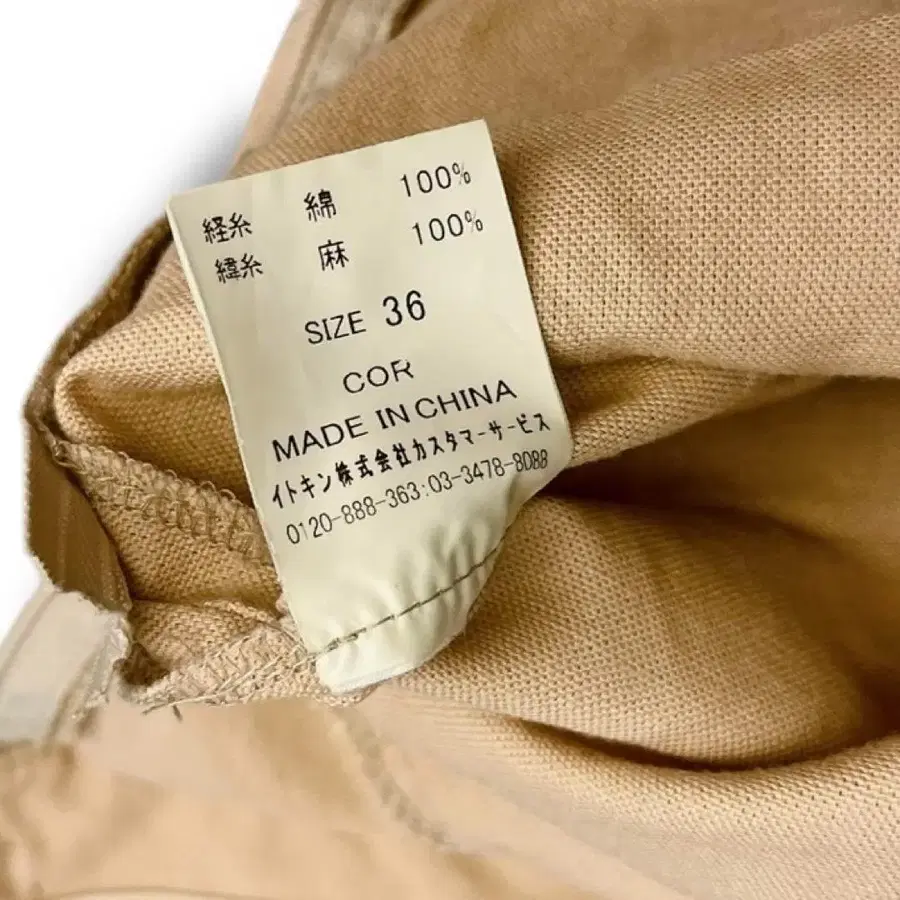 経糸 綿 100%
緯糸 麻 100%
SIZE 36
COR
MADE IN CHINA
イトキン株式会社カスタマーサービス
0120-888-363:03-3478-8088